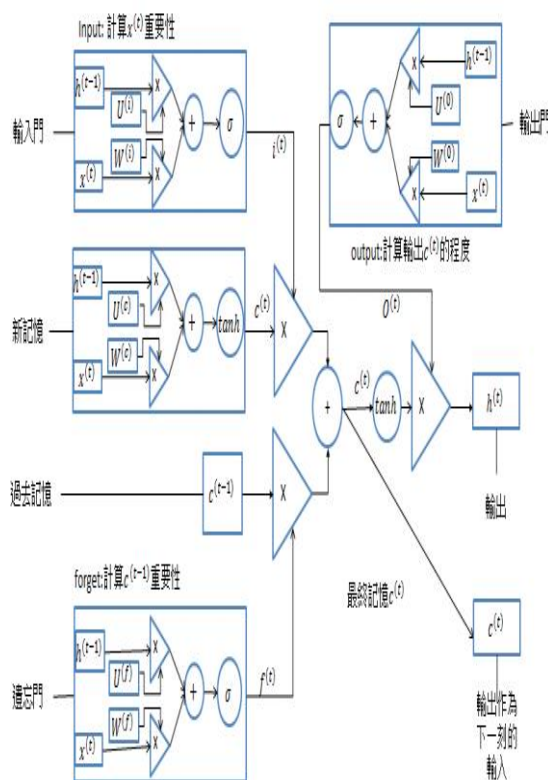 Input: 計算x^(t)重要性
輸入門
h^(t-1)
U^(i)
W^(i)
x^(t)
×
×
+
σ
i^(t)
h^(t-1)
U^(0)
W^(0)
x^(t)
×
×
+
σ
輸出門
output:計算輸出c^(t)的程度
O^(t)
新記憶
h^(t-1)
U^(c)
W^(c)
x^(t)
×
×
+
tanh
c^(t)
×
+
c^(t)
tanh
×
h^(t)
輸出
過去記憶
c^(t-1)
×
最終記憶c^(t)
c^(t)
輸出作為
下一刻的
輸入
forget:計算c^(t-1)重要性
遺忘門
h^(t-1)
U^(f)
W^(f)
x^(t)
×
×
+
σ
f^(t)